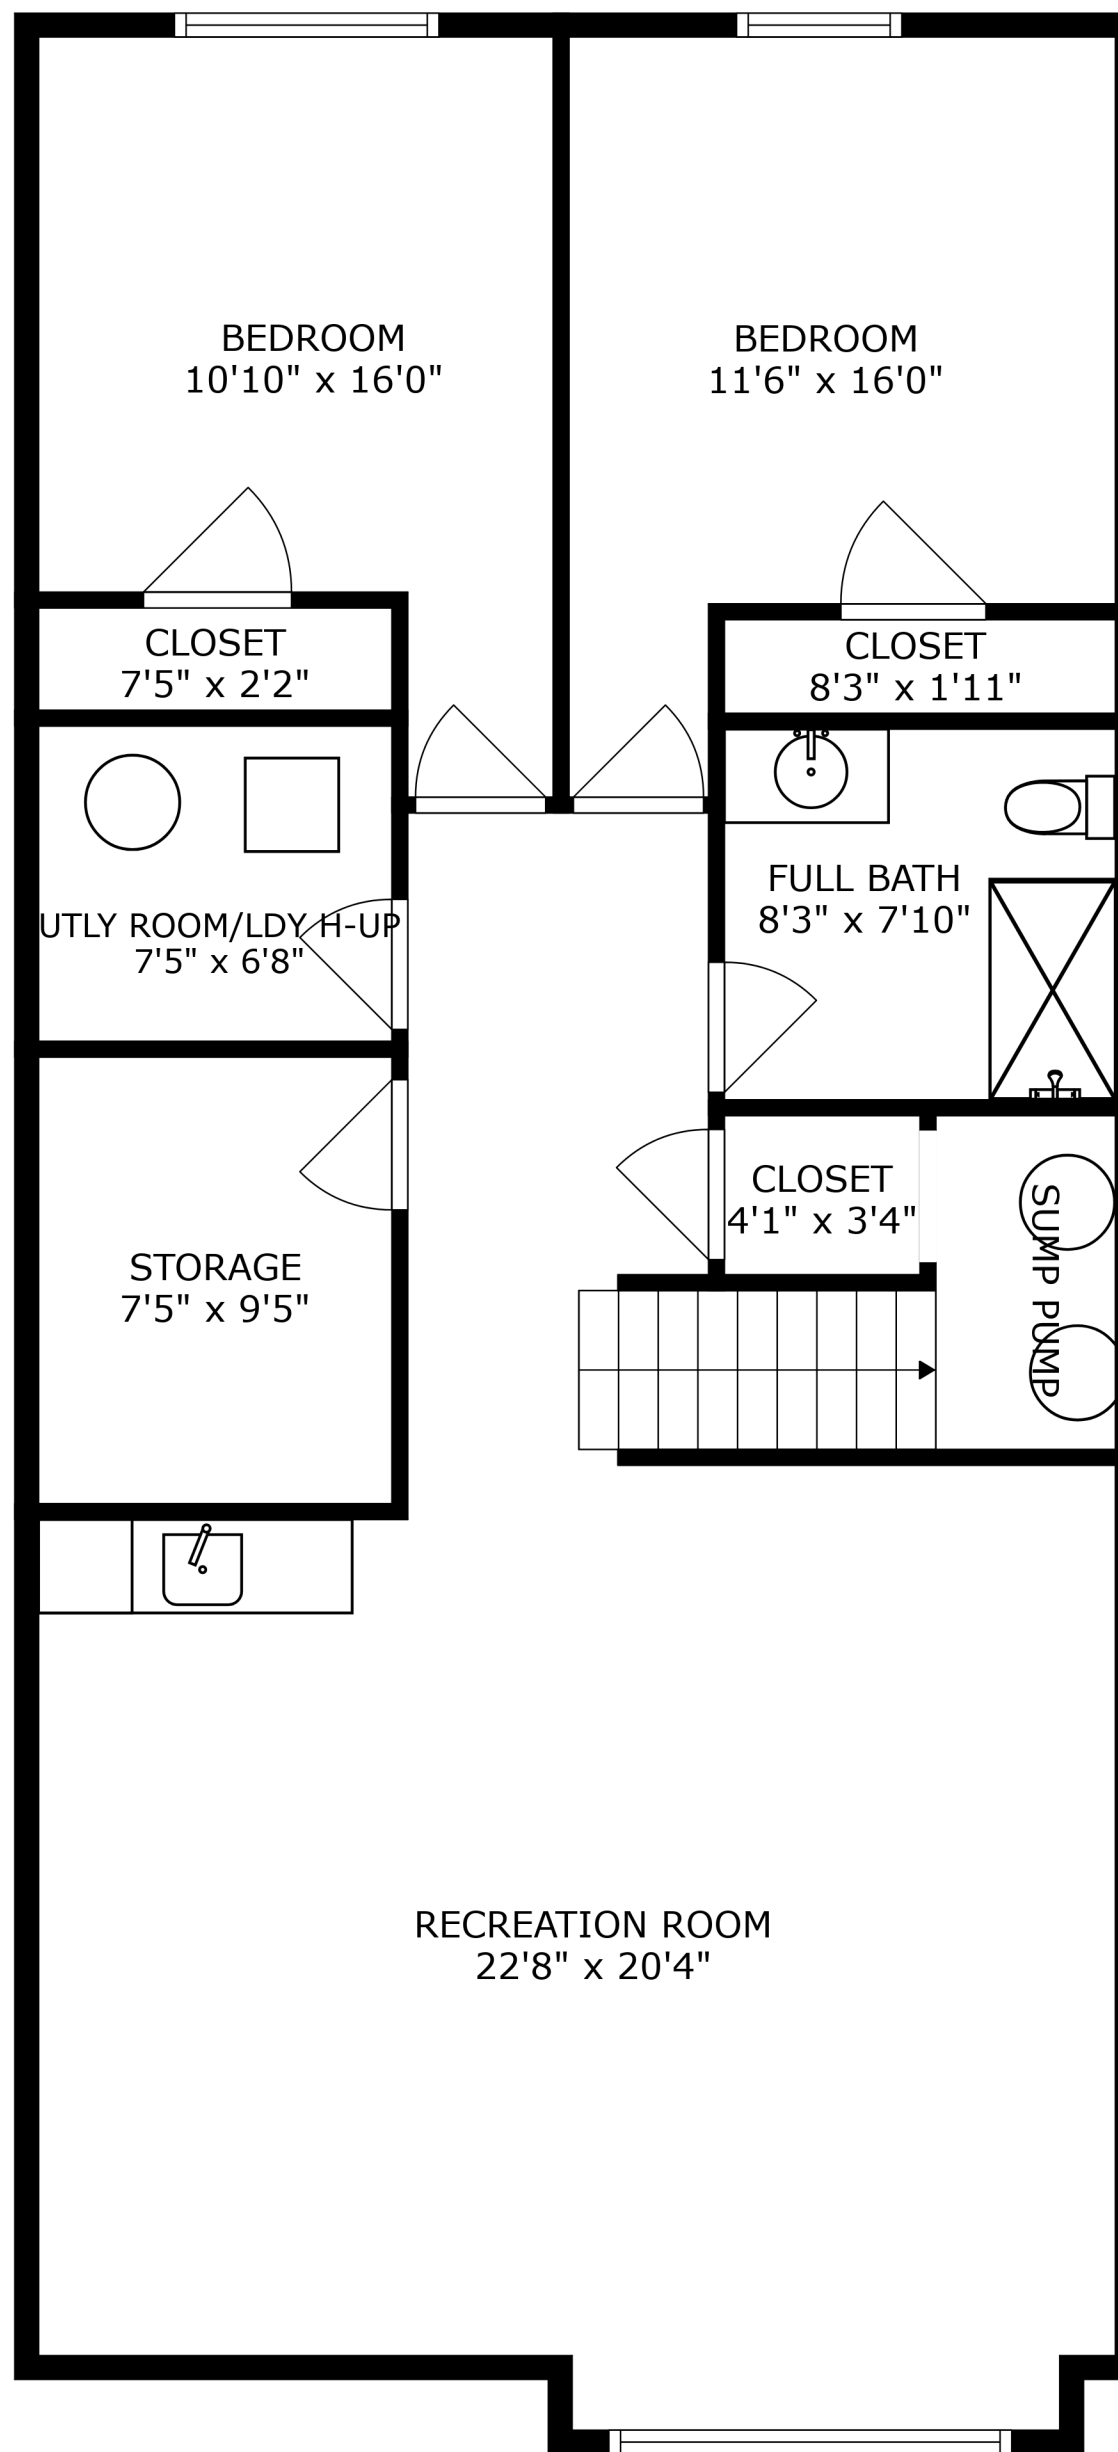 BEDROOM
10'10" x 16'0"
BEDROOM
11'6" x 16'0"
CLOSET
7'5" x 2'2"
CLOSET
8'3" x 1'11"
UTLY ROOM/LDY H-UP
7'5" x 6'8"
FULL BATH
8'3" x 7'10"
CLOSET
4'1" x 3'4"
SUMP PUMP
STORAGE
7'5" x 9'5"
RECREATION ROOM
22'8" x 20'4"